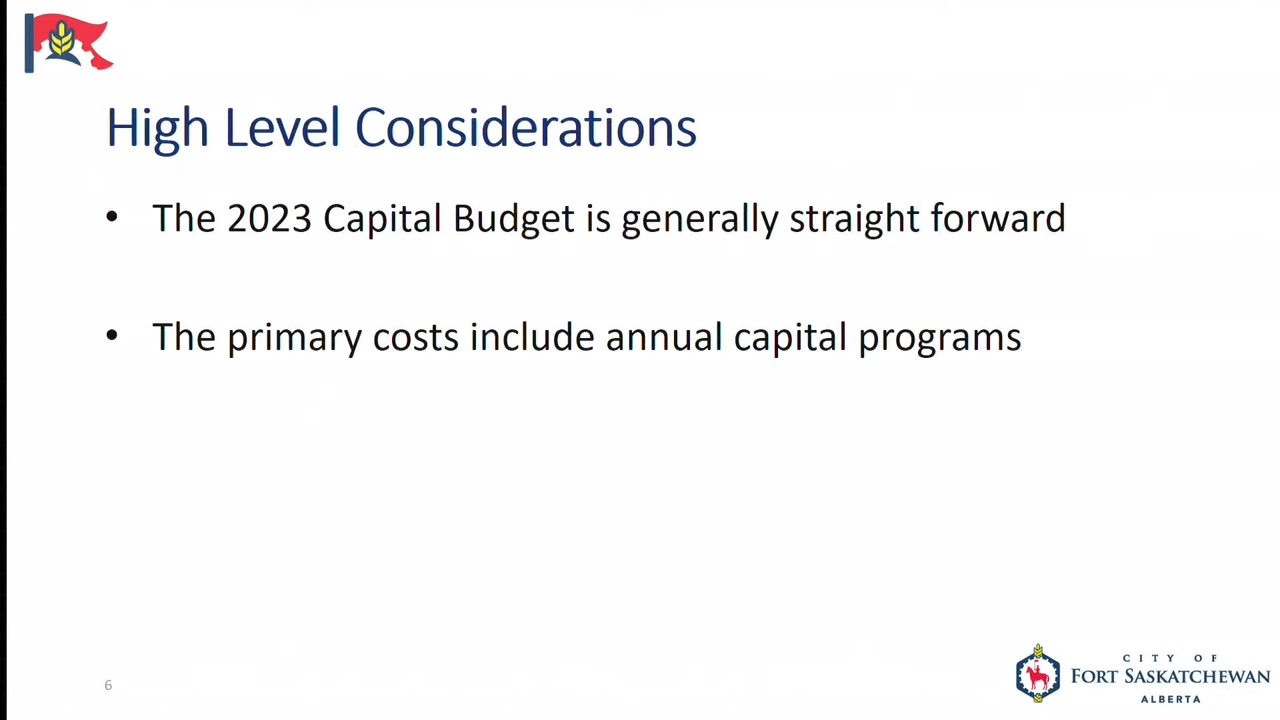 High Level Considerations
• The 2023 Capital Budget is generally straight forward
• The primary costs include annual capital programs
6
CITY OF
FORT SASKATCHEWAN
ALBERTA